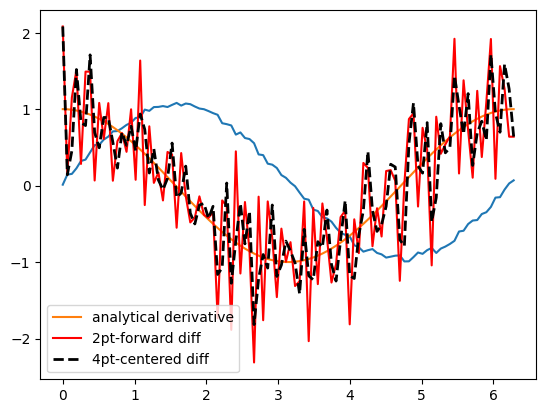 2
1
0
−1
−2
analytical derivative
2pt-forward diff
4pt-centered diff
0 1 2 3 4 5 6